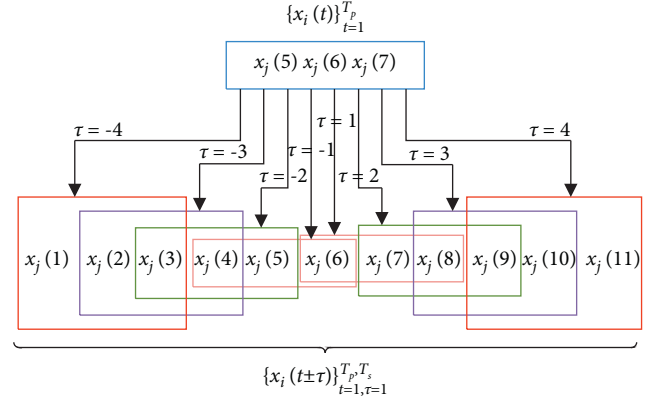 {x_i (t)}_{t=1}^{T_p}
x_j (5) x_j (6) x_j (7)
τ = -4 τ = 1 τ = 4
τ = -3 τ = -1 τ = 3
τ = -2 τ = 2
x_j (1) x_j (2) x_j (3) x_j (4) x_j (5) x_j (6) x_j (7) x_j (8) x_j (9) x_j (10) x_j (11)
{x_i (t±τ)}_{t=1,τ=1}^{T_p,T_s}